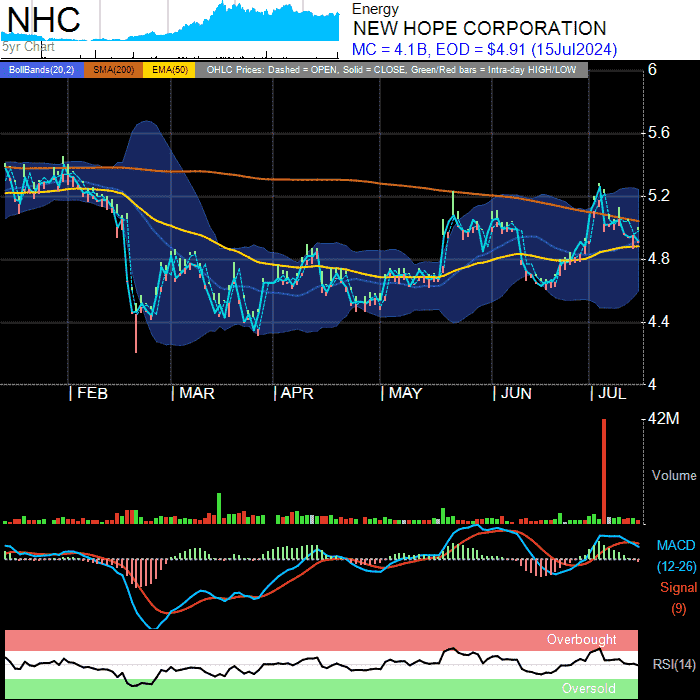 NHC
5yr Chart
Energy
NEW HOPE CORPORATION
MC = 4.1B, EOD = $4.91 (15Jul2024)
BollBands(20,2) SMA(200) EMA(50) OHLC Prices: Dashed = OPEN, Solid = CLOSE, Green/Red bars = Intra-day HIGH/LOW
6
5.6
5.2
4.8
4.4
4
FEB MAR APR MAY JUN JUL
42M
Volume
MACD
(12-26)
Signal
(9)
Overbought
RSI(14)
Oversold